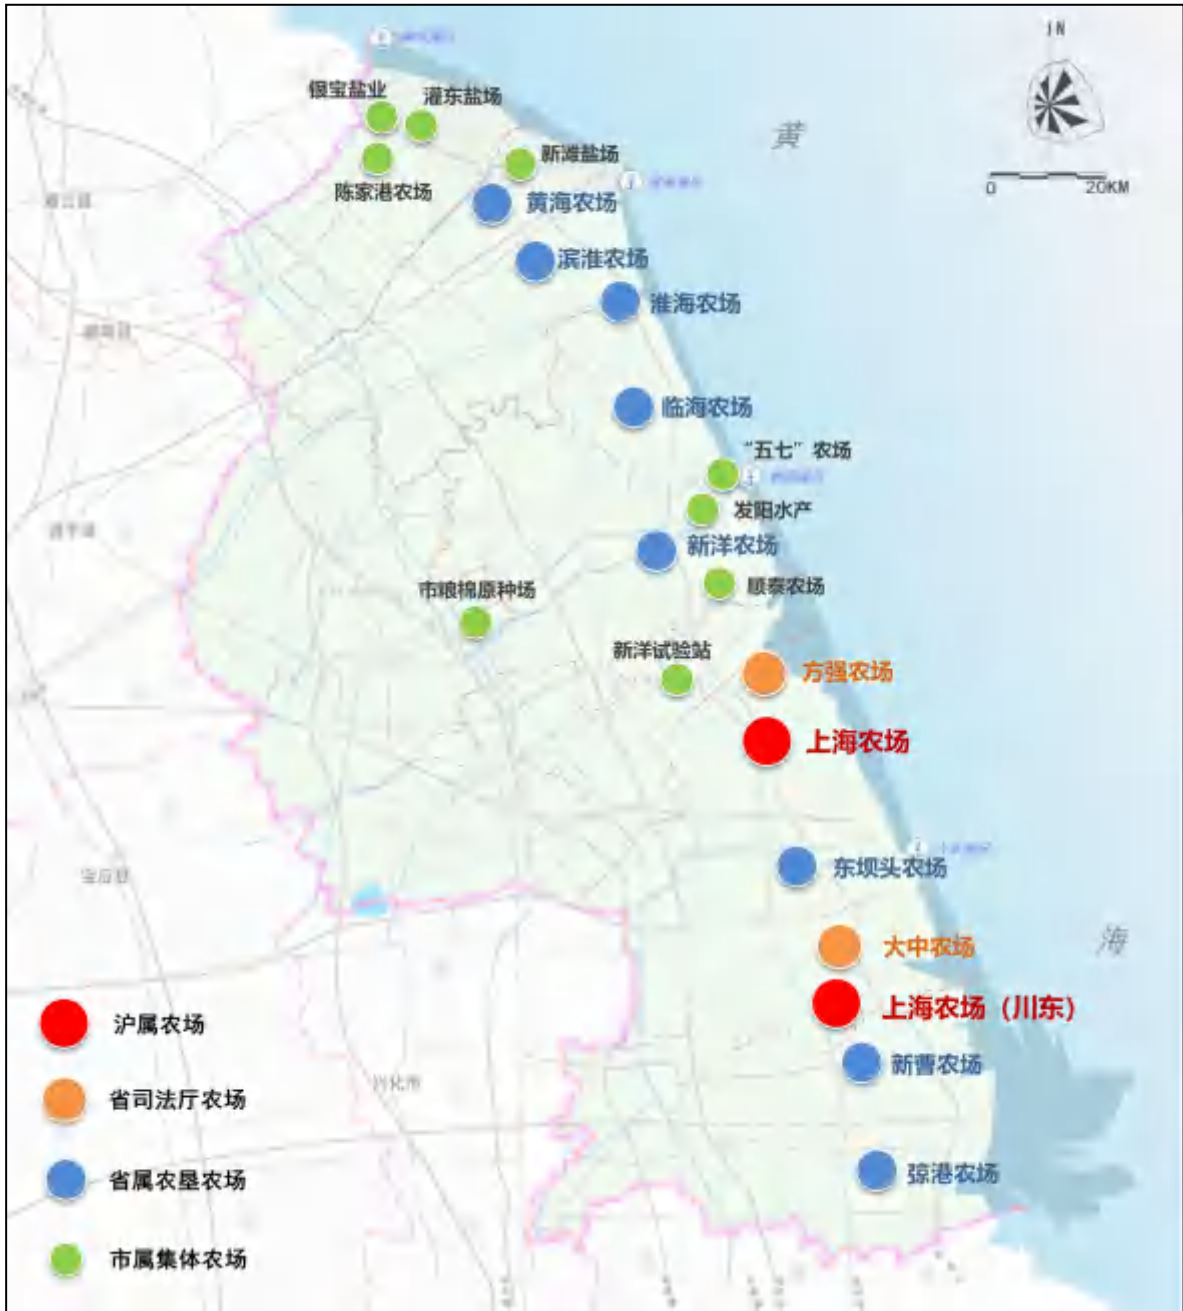 N
银宝盐业
灌东盐场
黄
新滩盐场
陈家港农场
0 20KM
黄海农场
滨淮农场
淮海农场
临海农场
“五七”农场
发阳水产
新洋农场
顺泰农场
市粮棉原种场
新洋试验站
方强农场
上海农场
东坝头农场
宝应县
海
大中农场
上海农场（川东）
沪属农场
新曹农场
兴化市
省司法厅农场
省属农垦农场
弶港农场
市属集体农场